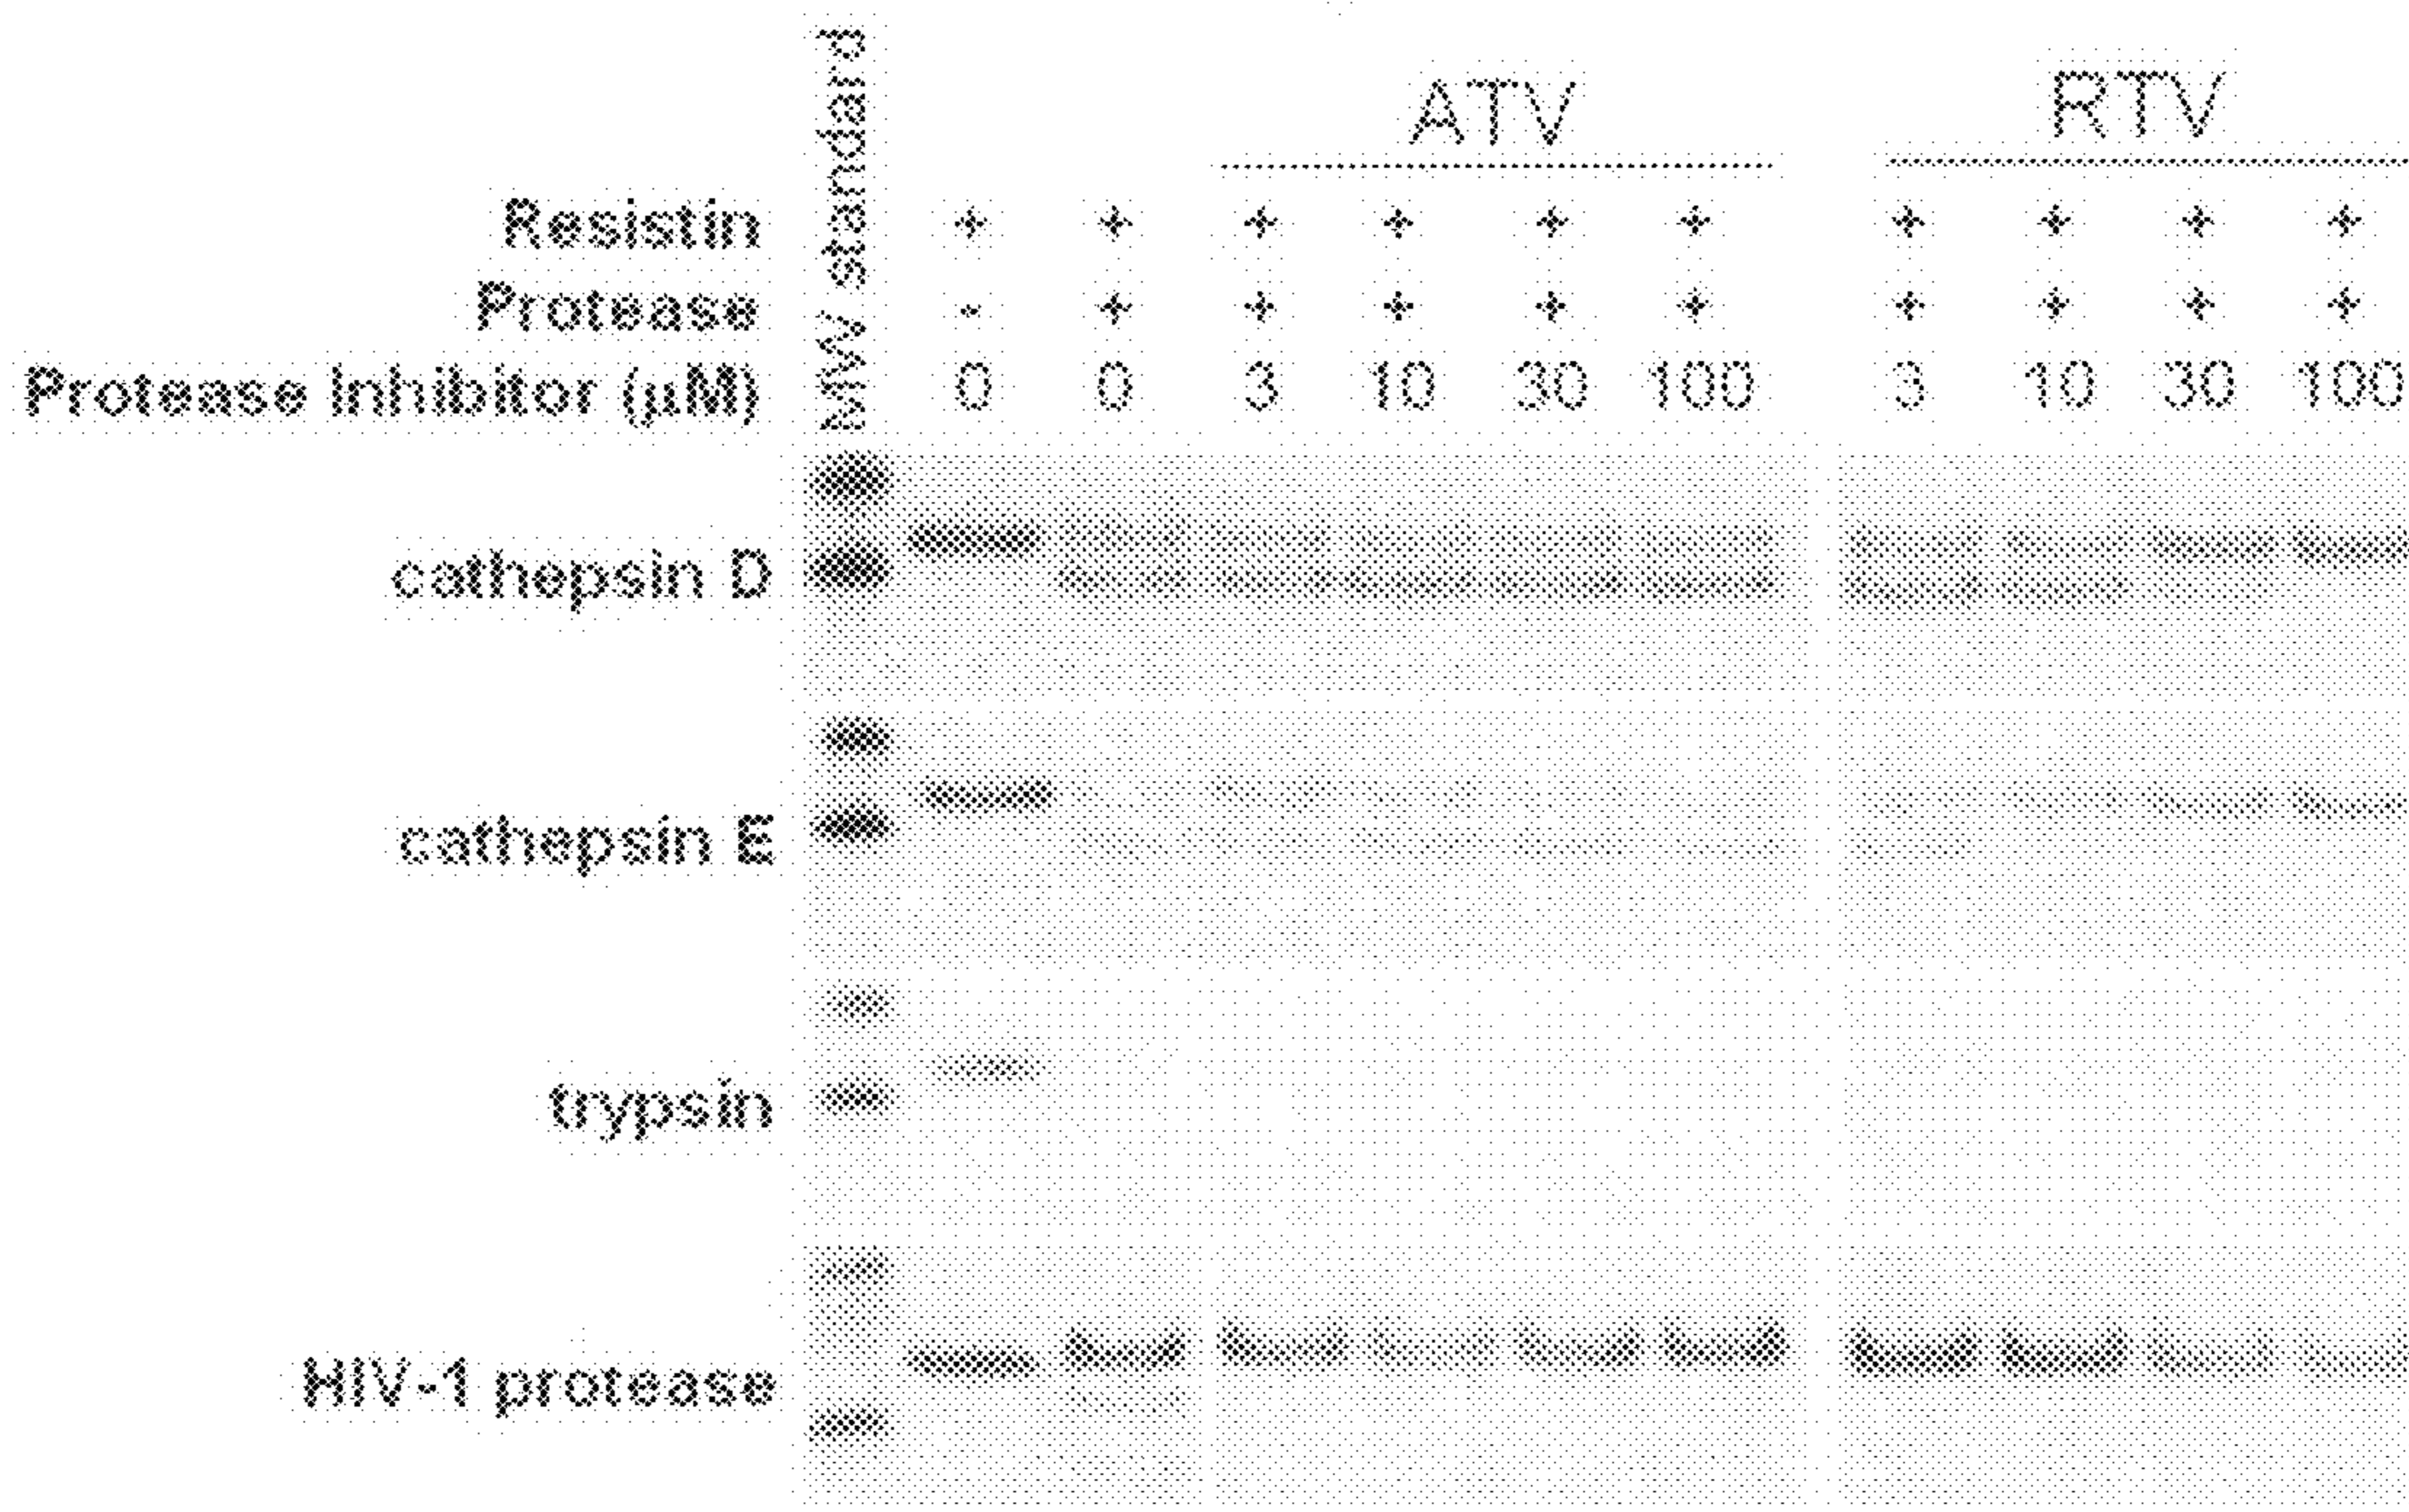 MW standard
ATV RTV
Resistin + + + + + + + + + +
Protease - + + + + + + + + +
Protease Inhibitor (μM) 0 0 3 10 30 100 3 10 30 100
cathepsin D
cathepsin E
trypsin
HIV-1 protease